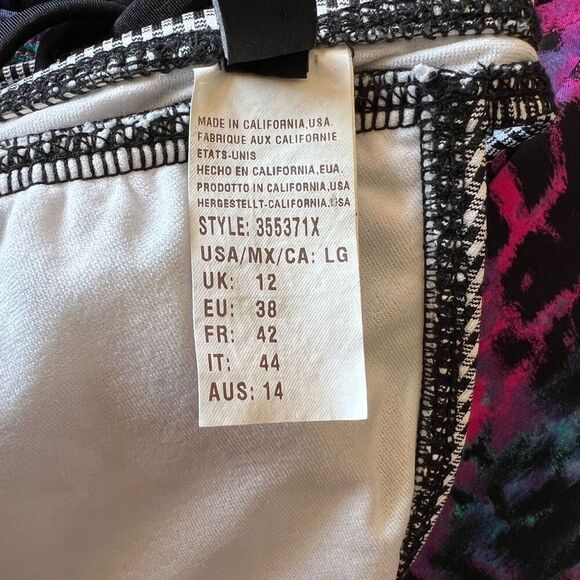 MADE IN CALIFORNIA,USA.
FABRIQUE AUX CALIFORNIE
ETATS-UNIS
HECHO EN CALIFORNIA,EUA.
PRODOTTO IN CALIFORNIA,USA
HERGESTELLT-CALIFORNIA,USA
STYLE: 355371X
USA/MX/CA: LG
UK: 12
EU: 38
FR: 42
IT: 44
AUS: 14